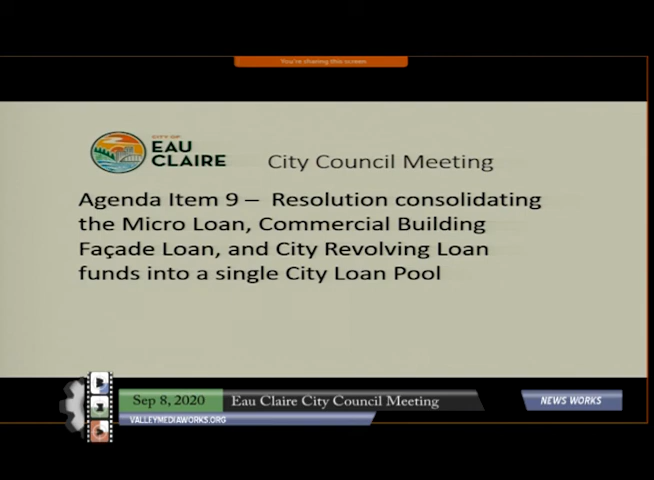 You're sharing this screen
CITY OF
EAU
CLAIRE
City Council Meeting
Agenda Item 9 – Resolution consolidating
the Micro Loan, Commercial Building
Façade Loan, and City Revolving Loan
funds into a single City Loan Pool
Sep 8, 2020 Eau Claire City Council Meeting
NEWS WORKS
VALLEYMEDIAWORKS.ORG